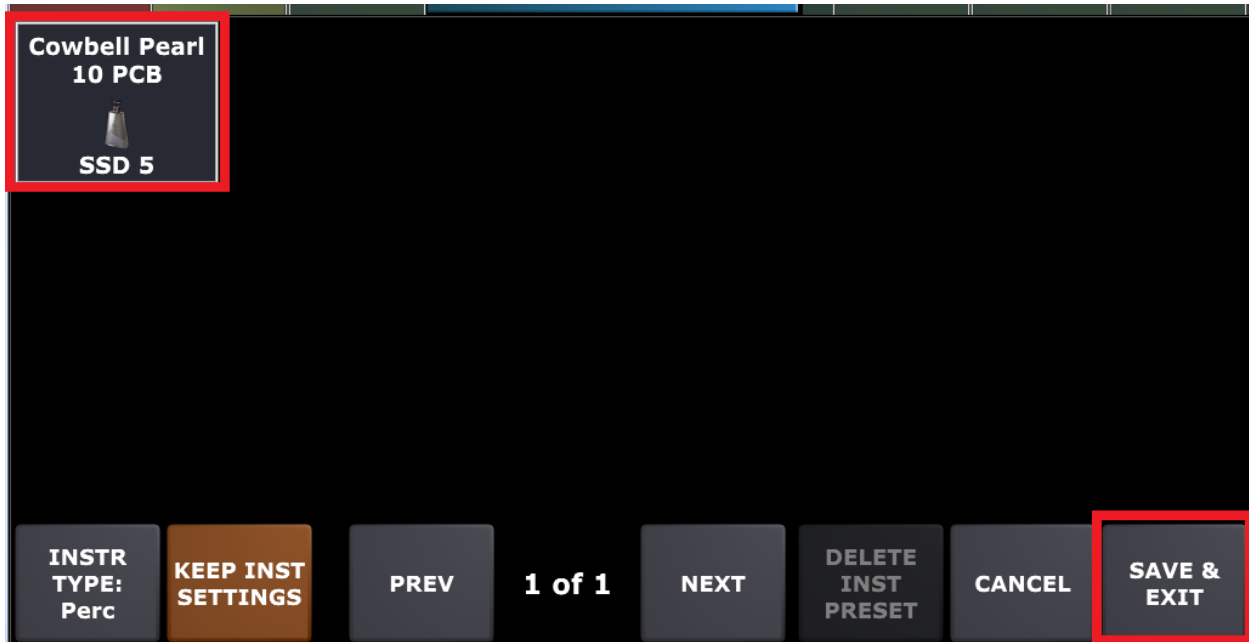 Cowbell Pearl
10 PCB
SSD 5
INSTR
TYPE:
Perc
KEEP INST
SETTINGS
PREV
1 of 1
NEXT
DELETE
INST
PRESET
CANCEL
SAVE &
EXIT